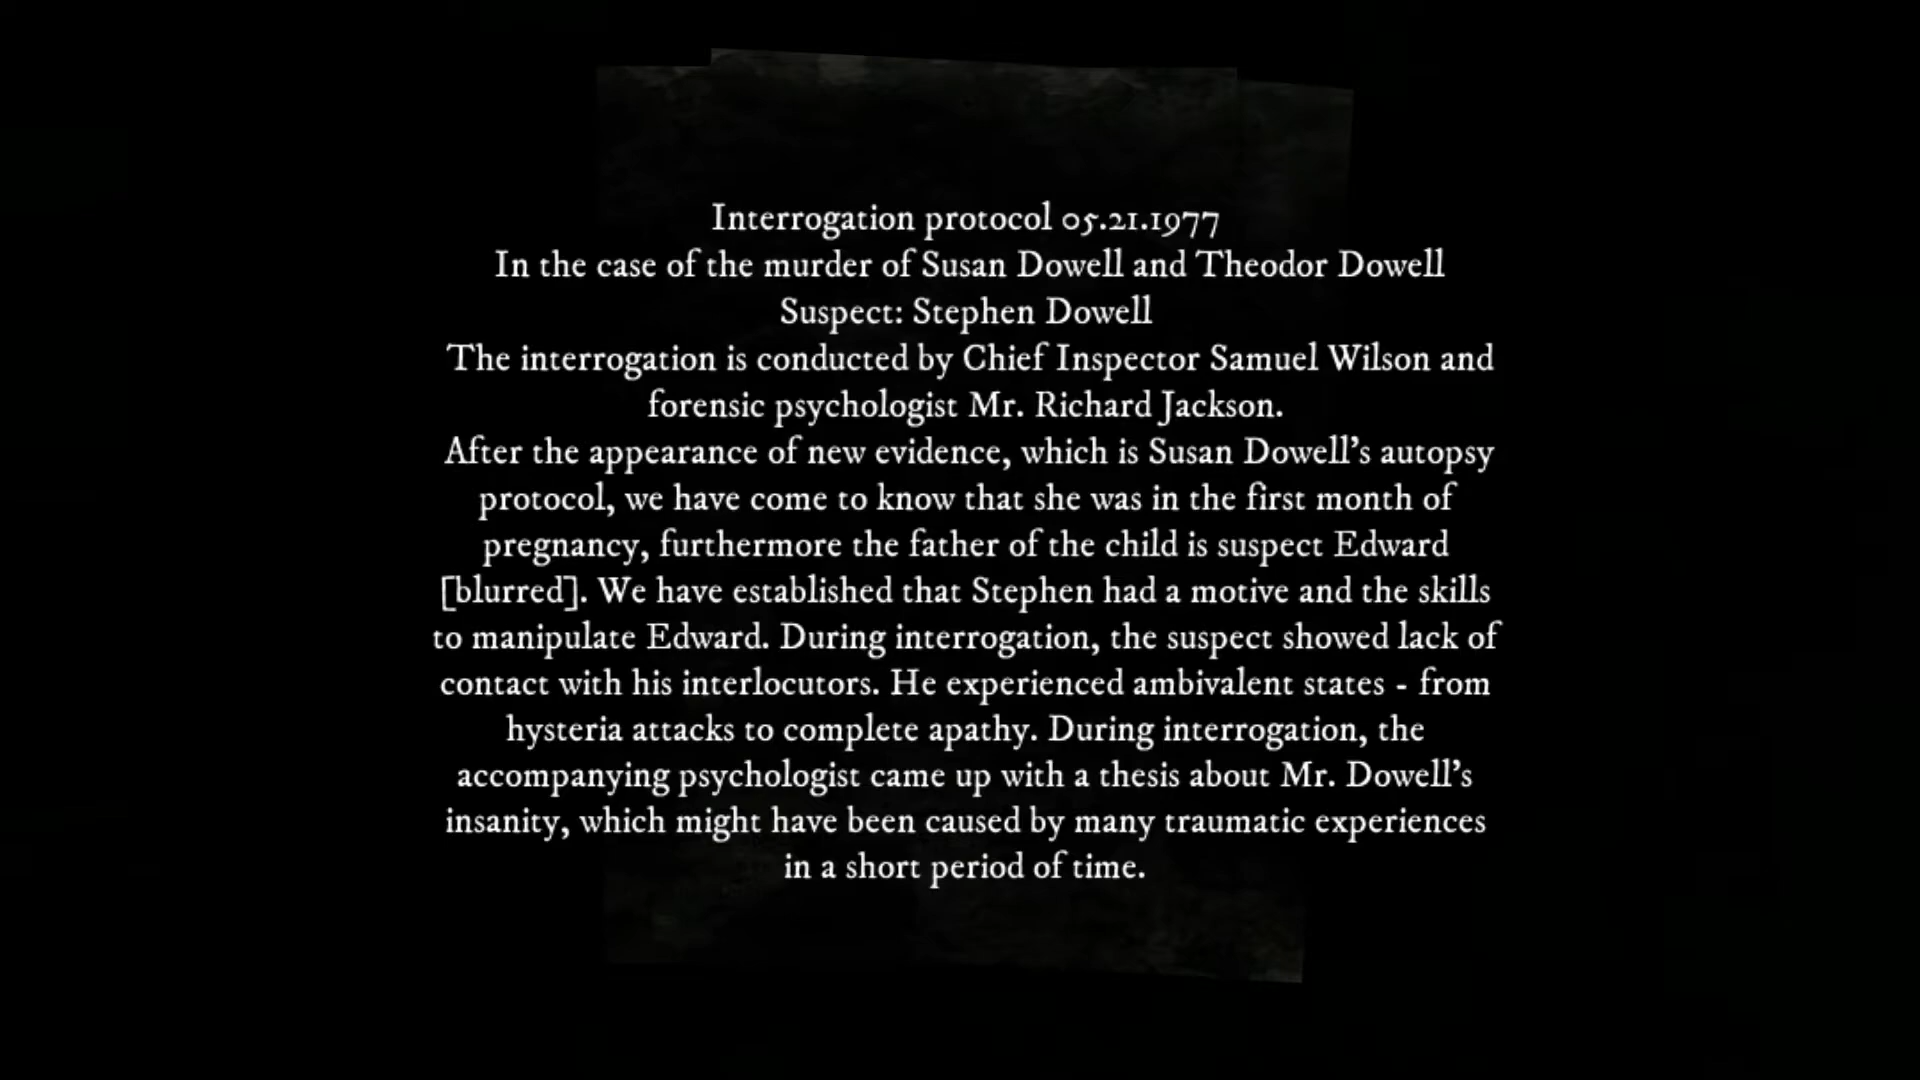 Interrogation protocol 05.21.1977
In the case of the murder of Susan Dowell and Theodor Dowell
Suspect: Stephen Dowell
The interrogation is conducted by Chief Inspector Samuel Wilson and
forensic psychologist Mr. Richard Jackson.
After the appearance of new evidence, which is Susan Dowell's autopsy
protocol, we have come to know that she was in the first month of
pregnancy, furthermore the father of the child is suspect Edward
[blurred]. We have established that Stephen had a motive and the skills
to manipulate Edward. During interrogation, the suspect showed lack of
contact with his interlocutors. He experienced ambivalent states - from
hysteria attacks to complete apathy. During interrogation, the
accompanying psychologist came up with a thesis about Mr. Dowell's
insanity, which might have been caused by many traumatic experiences
in a short period of time.